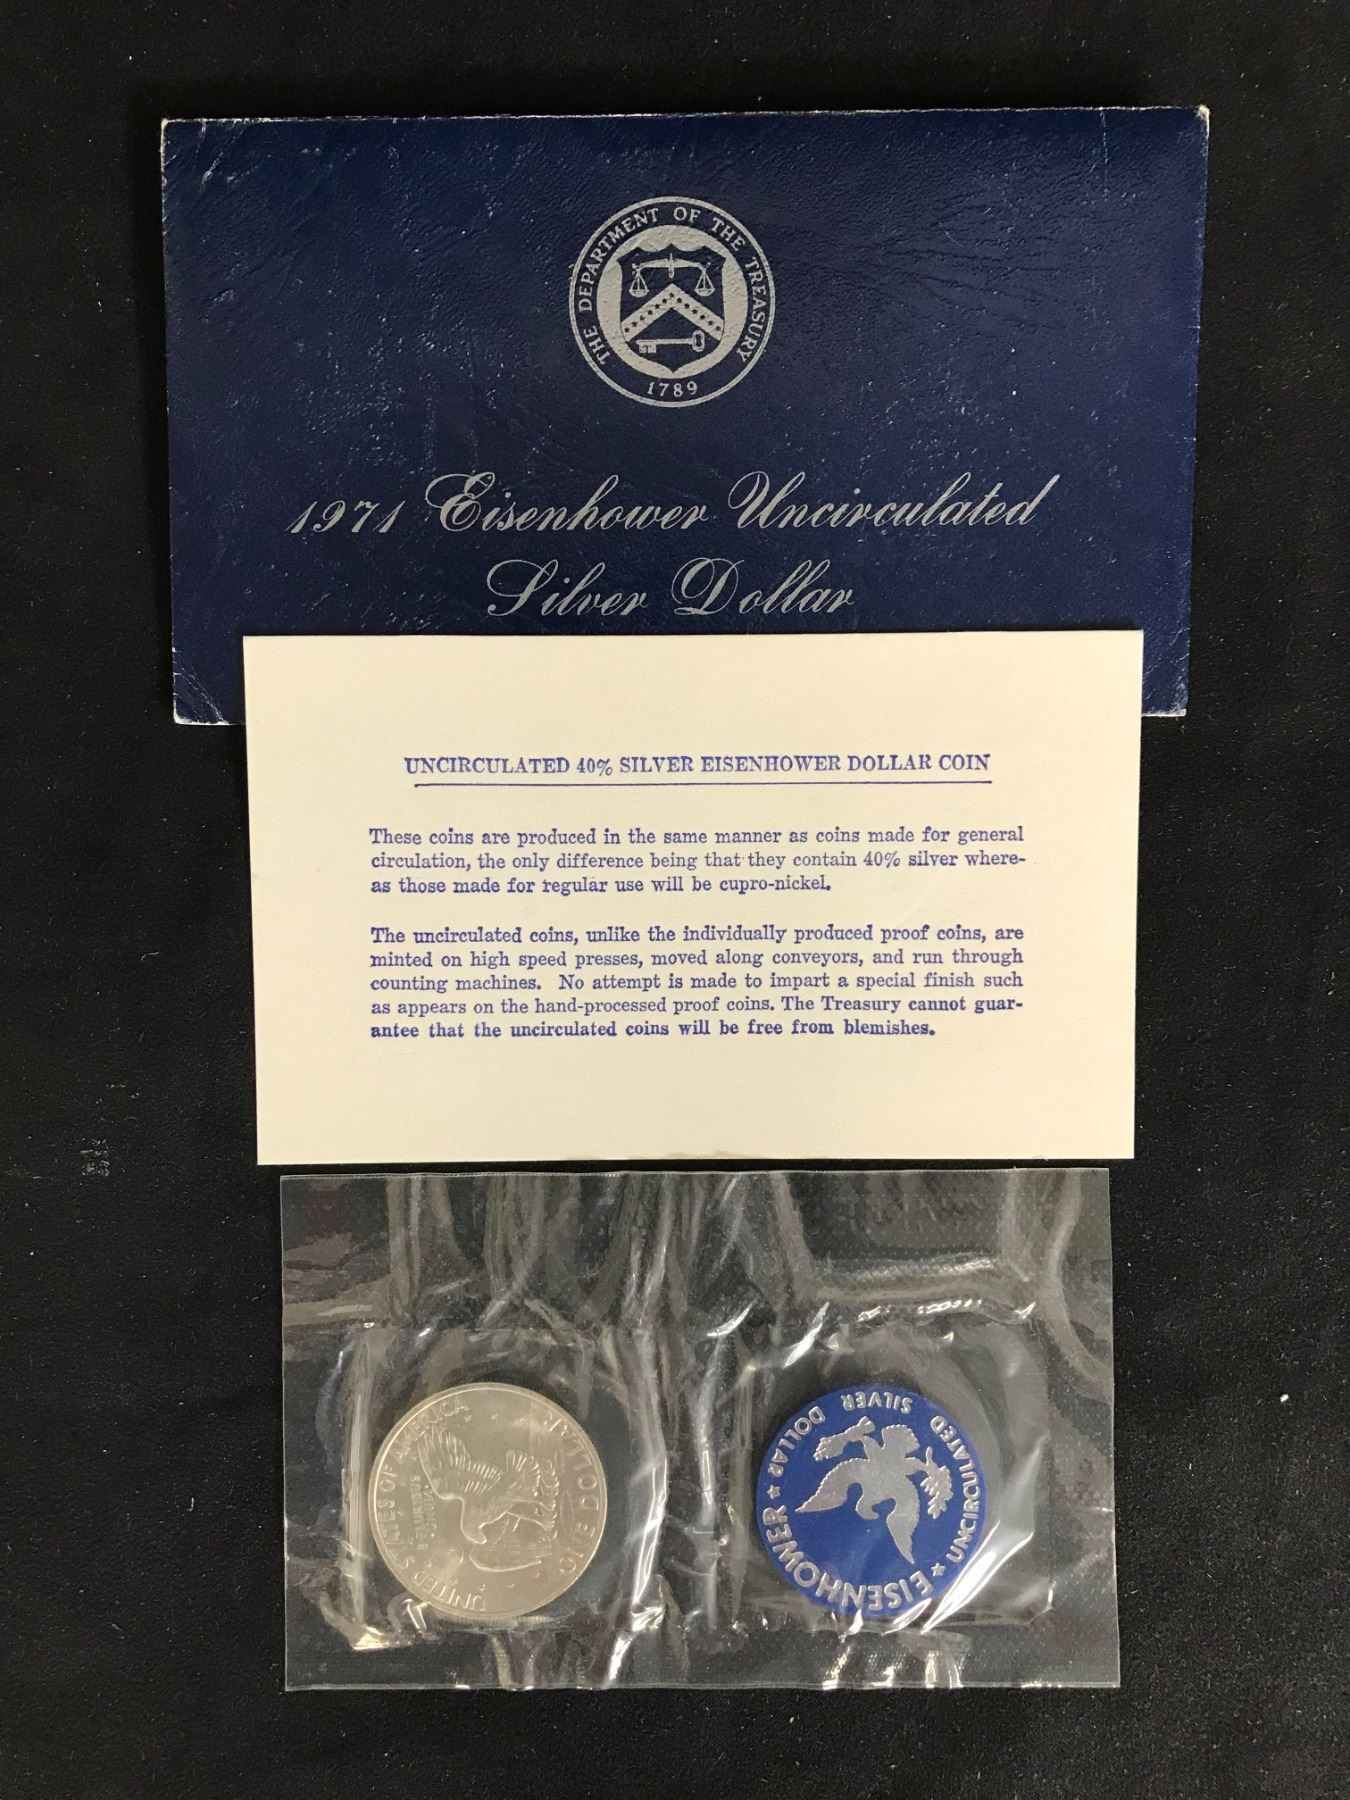 THE DEPARTMENT OF THE TREASURY
1789
1971 Eisenhower Uncirculated
Silver Dollar
UNCIRCULATED 40% SILVER EISENHOWER DOLLAR COIN
These coins are produced in the same manner as coins made for general
circulation, the only difference being that they contain 40% silver where-
as those made for regular use will be cupro-nickel.
The uncirculated coins, unlike the individually produced proof coins, are
minted on high speed presses, moved along conveyors, and run through
counting machines. No attempt is made to impart a special finish such
as appears on the hand-processed proof coins. The Treasury cannot guar-
antee that the uncirculated coins will be free from blemishes.
UNITED STATES OF AMERICA
E PLURIBUS
UNUM
ONE DOLLAR
EISENHOWER ★ DOLLAR SILVER UNCIRCULATED ★